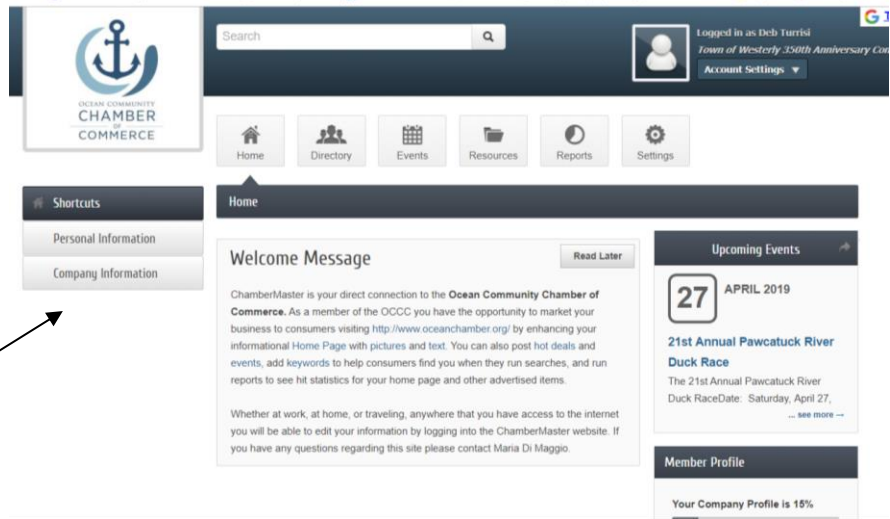 Search
Logged in as Deb Turrisi
Town of Westerly 350th Anniversary
Account Settings
OCEAN COMMUNITY
CHAMBER
OF
COMMERCE
Home
Directory
Events
Resources
Reports
Settings
Shortcuts
Personal Information
Company Information
Home
Welcome Message
Read Later
ChamberMaster is your direct connection to the Ocean Community Chamber of
Commerce. As a member of the OCCC you have the opportunity to market your
business to consumers visiting http://www.oceanchamber.org/ by enhancing your
informational Home Page with pictures and text. You can also post hot deals and
events, add keywords to help consumers find you when they run searches, and run
reports to see hit statistics for your home page and other advertised items.
Whether at work, at home, or traveling, anywhere that you have access to the internet
you will be able to edit your information by logging into the ChamberMaster website. If
you have any questions regarding this site please contact Maria Di Maggio.
Upcoming Events
27
APRIL 2019
21st Annual Pawcatuck River
Duck Race
The 21st Annual Pawcatuck River
Duck RaceDate: Saturday, April 27,
... see more →
Member Profile
Your Company Profile is 15%